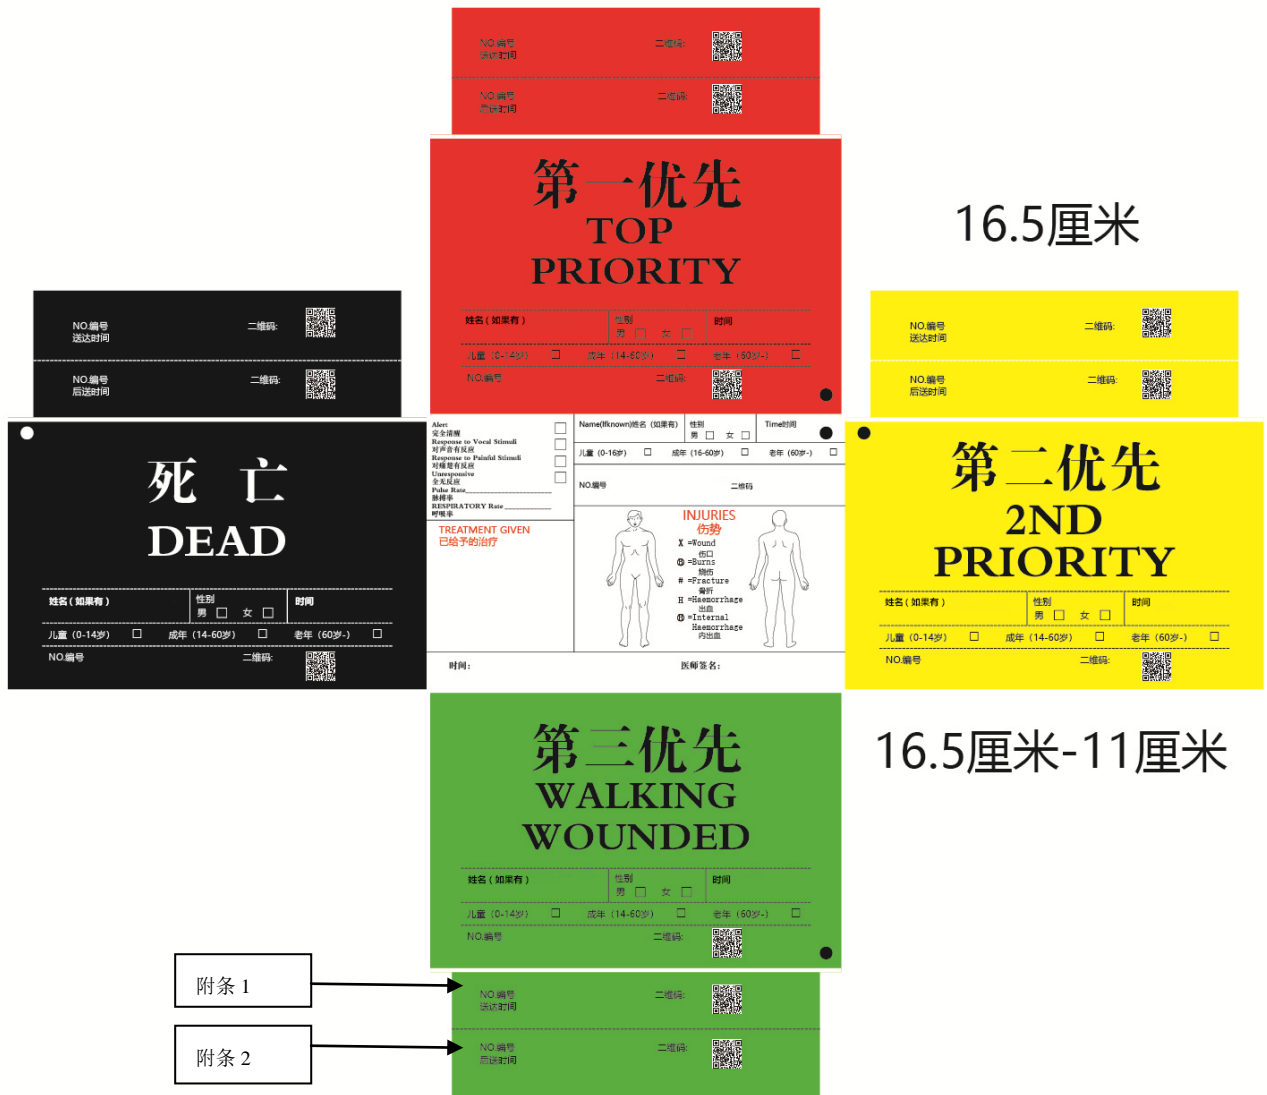 NO.编号
二维码:
送达时间
NO.编号
二维码:
后送时间
第一优先
TOP
PRIORITY
姓名(如果有)
性别
男 女
时间
儿童(0-14岁)
成年(14-60岁)
老年(60岁-)
NO.编号
二维码:
16.5厘米
NO.编号
二维码:
送达时间
NO.编号
二维码:
后送时间
死 亡
DEAD
姓名(如果有)
性别
男 女
时间
儿童(0-14岁)
成年(14-60岁)
老年(60岁-)
NO.编号
二维码:
Alert
完全清醒
Response to Vocal Stimuli
对声音有反应
Response to Painful Stimuli
对痛楚有反应
Unresponsive
全无反应
Pulse Rate
脉搏率
RESPIRATORY Rate
呼吸率
TREATMENT GIVEN
已给予的治疗
Name(Ifknown)姓名(如果有)
性别
男 女
Time时间
儿童(0-16岁)
成年(16-60岁)
老年(60岁-)
NO.编号
二维码
INJURIES
伤势
X =Wound
伤口
Ⓑ =Burns
烧伤
# =Fracture
骨折
H =Haemorrhage
出血
Ⓗ =Internal
Haemorrhage
内出血
时间:
医师签名:
NO.编号
二维码:
送达时间
NO.编号
二维码:
后送时间
第二优先
2ND
PRIORITY
姓名(如果有)
性别
男 女
时间
儿童(0-14岁)
成年(14-60岁)
老年(60岁-)
NO.编号
二维码:
第三优先
WALKING
WOUNDED
姓名(如果有)
性别
男 女
时间
儿童(0-14岁)
成年(14-60岁)
老年(60岁-)
NO.编号
二维码:
16.5厘米-11厘米
附条 1
NO.编号
二维码:
送达时间
附条 2
NO.编号
二维码:
后送时间